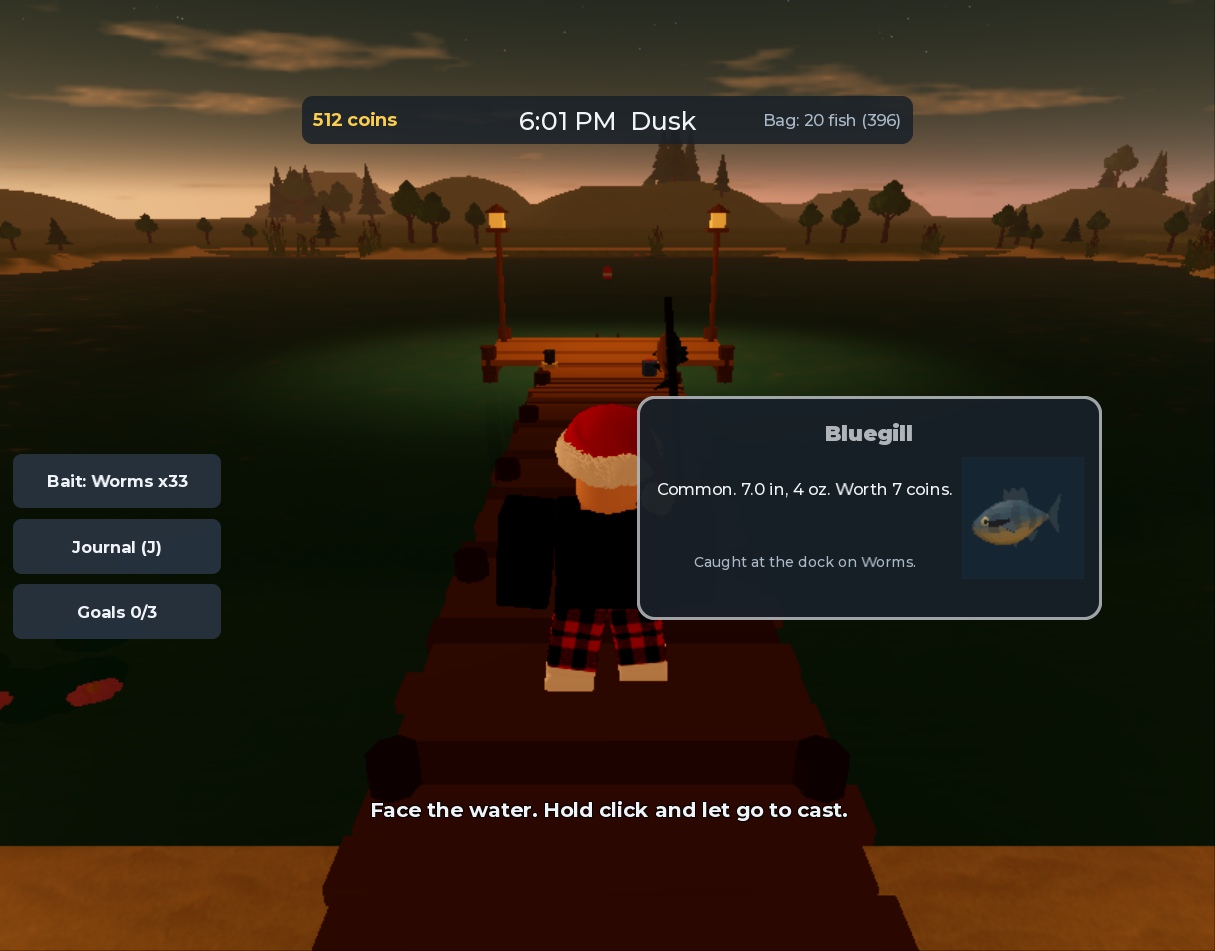 512 coins
6:01 PM Dusk
Bag: 20 fish (396)
Bluegill
Common. 7.0 in, 4 oz. Worth 7 coins.
Caught at the dock on Worms.
Bait: Worms x33
Journal (J)
Goals 0/3
Face the water. Hold click and let go to cast.